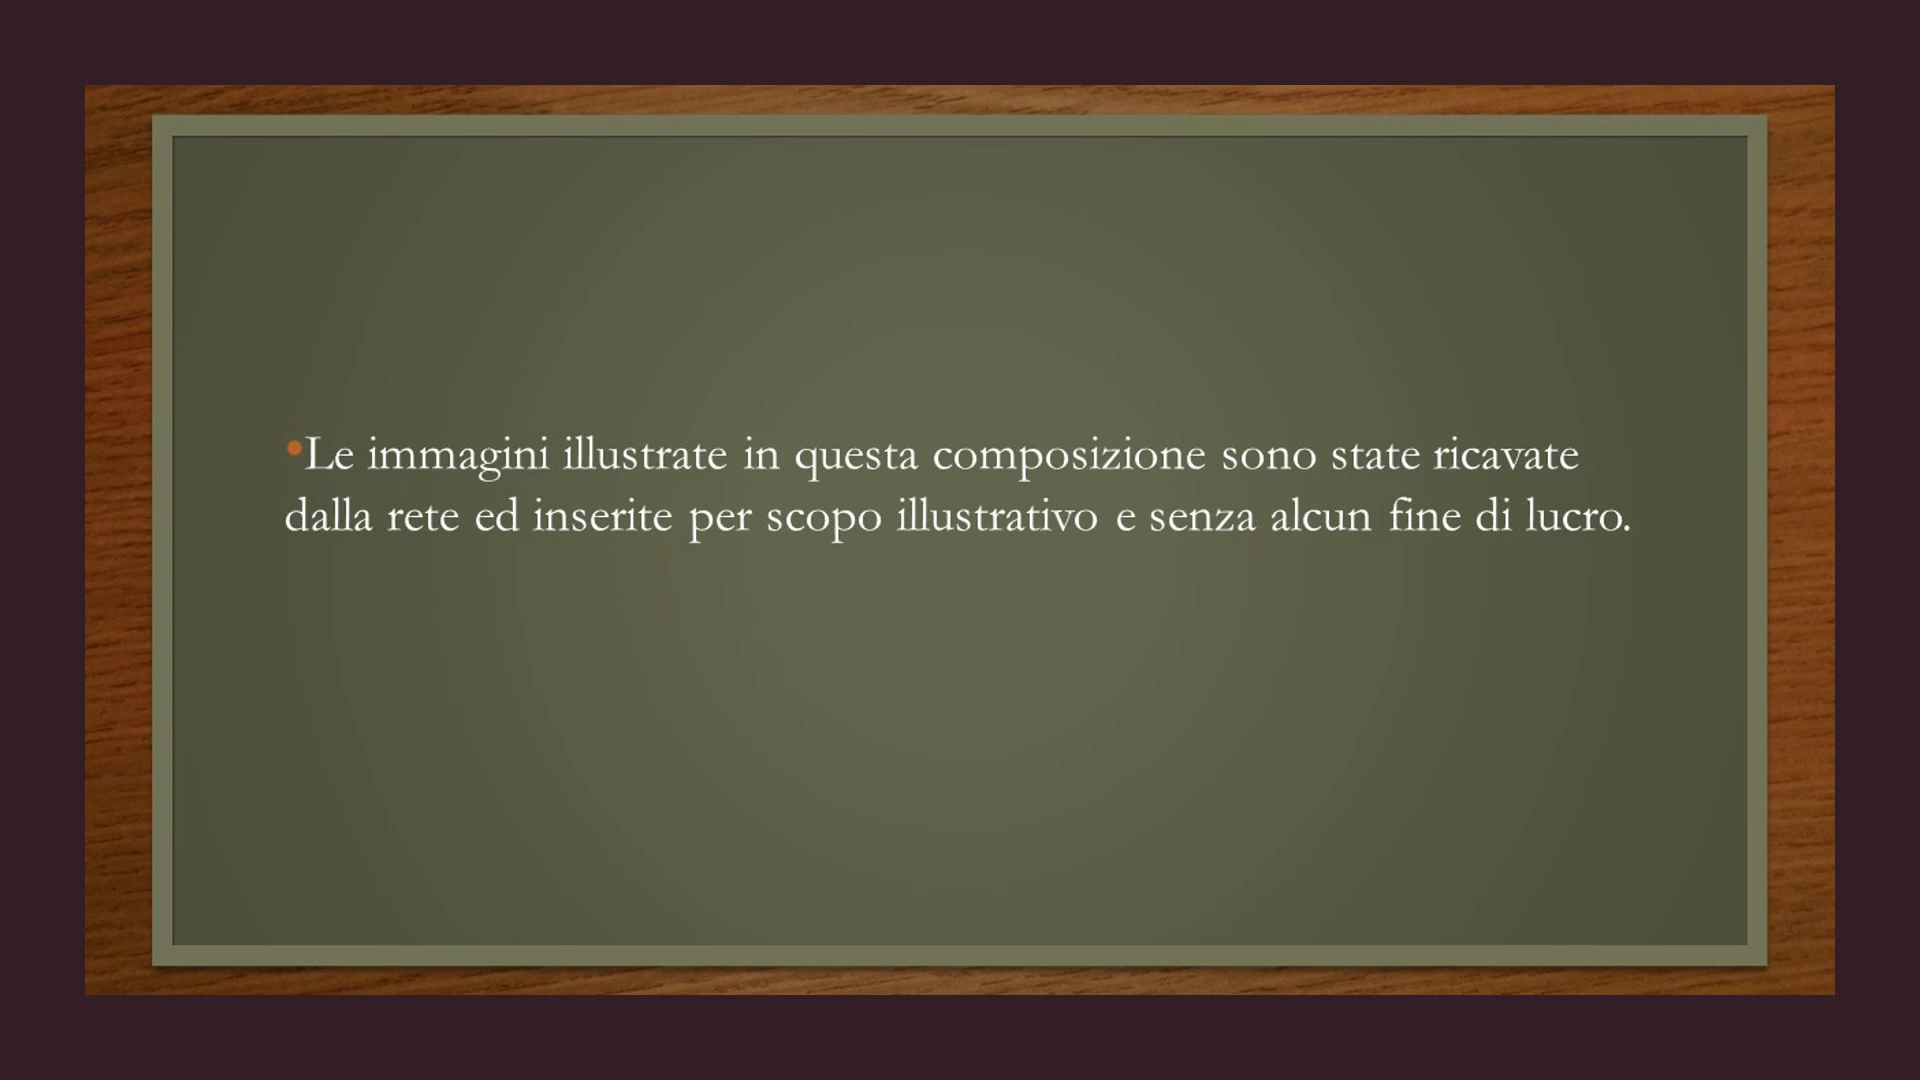 •Le immagini illustrate in questa composizione sono state ricavate
dalla rete ed inserite per scopo illustrativo e senza alcun fine di lucro.